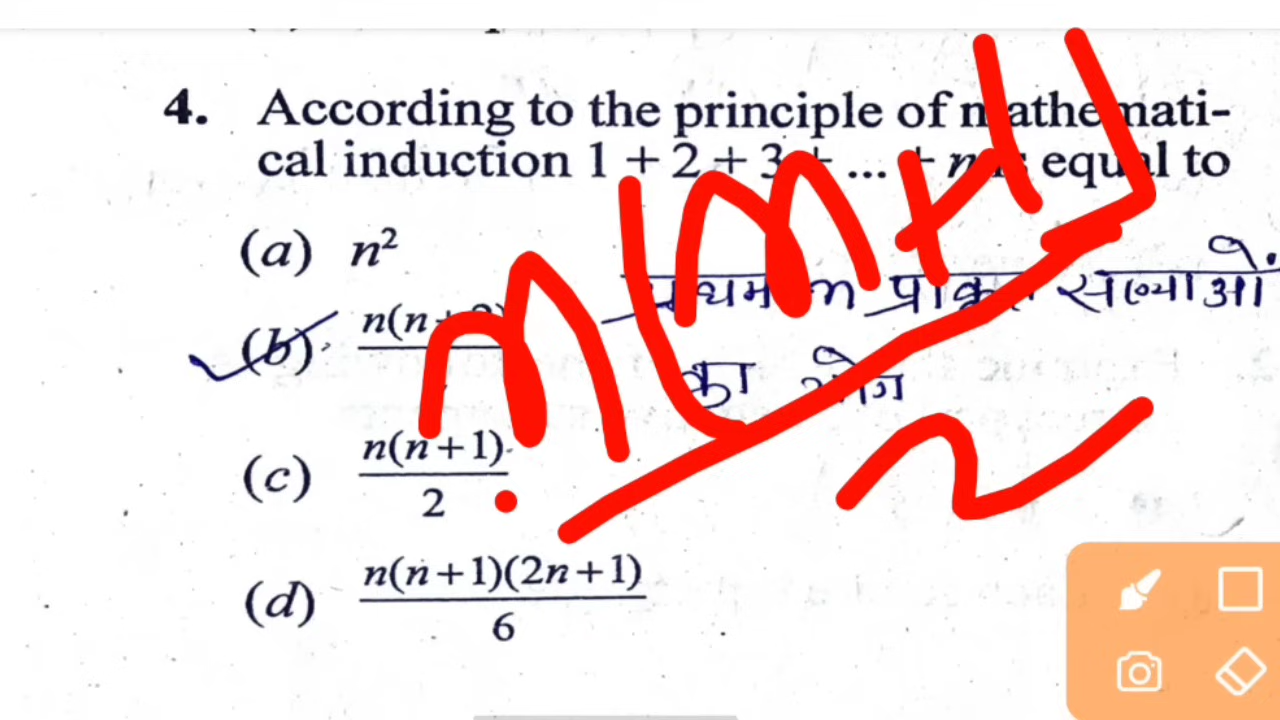 4. According to the principle of mathemati-
cal induction 1 + 2 + 3 + ... + n is equal to
(a) n²
प्रथम n प्राकृत संख्याओं
(b) n(n
का योग
(c) n(n+1)
2
(d) n(n+1)(2n+1)
6
n(n+1)
2